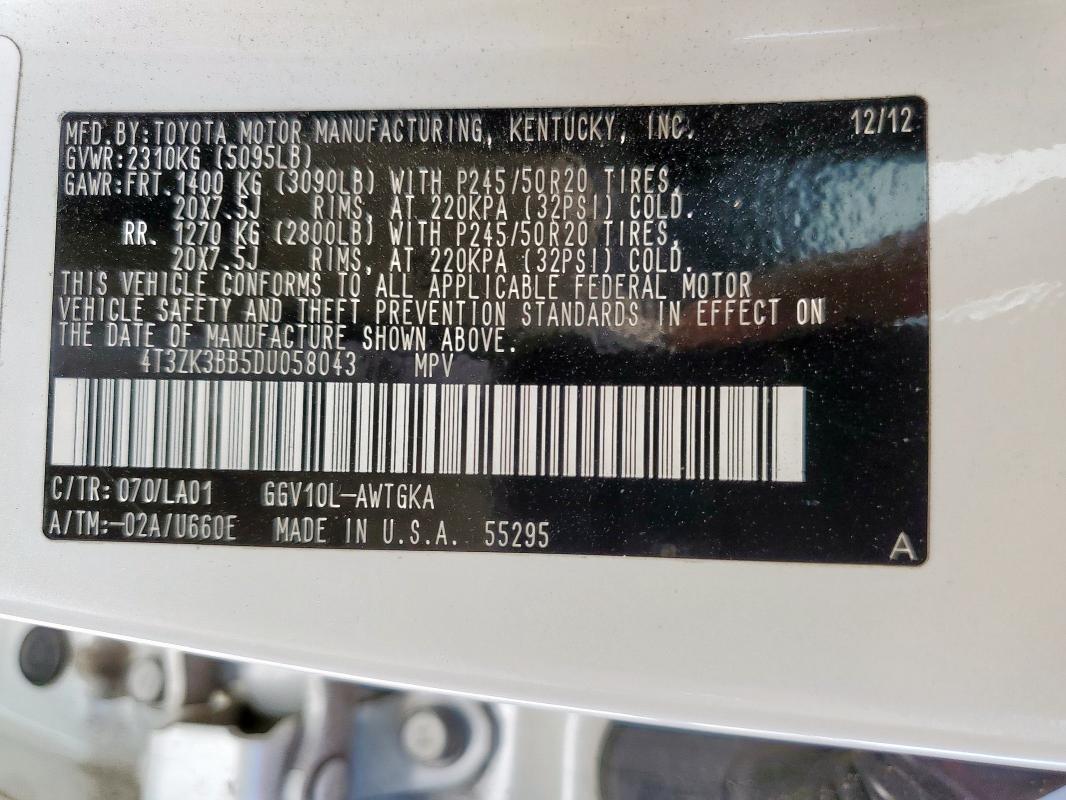 MFD.BY:TOYOTA MOTOR MANUFACTURING, KENTUCKY, INC. 12/12
GVWR:2310KG (5095LB)
GAWR:FRT.1400 KG (3090LB) WITH P245/50R20 TIRES,
20X7.5J RIMS, AT 220KPA (32PSI) COLD.
RR. 1270 KG (2800LB) WITH P245/50R20 TIRES,
20X7.5J RIMS, AT 220KPA (32PSI) COLD.
THIS VEHICLE CONFORMS TO ALL APPLICABLE FEDERAL MOTOR
VEHICLE SAFETY AND THEFT PREVENTION STANDARDS IN EFFECT ON
THE DATE OF MANUFACTURE SHOWN ABOVE.
4T3ZK3BB5DU058043 MPV
C/TR: 070/LA01 GGV10L-AWTGKA
A/TM:-02A/U660E MADE IN U.S.A. 55295
A